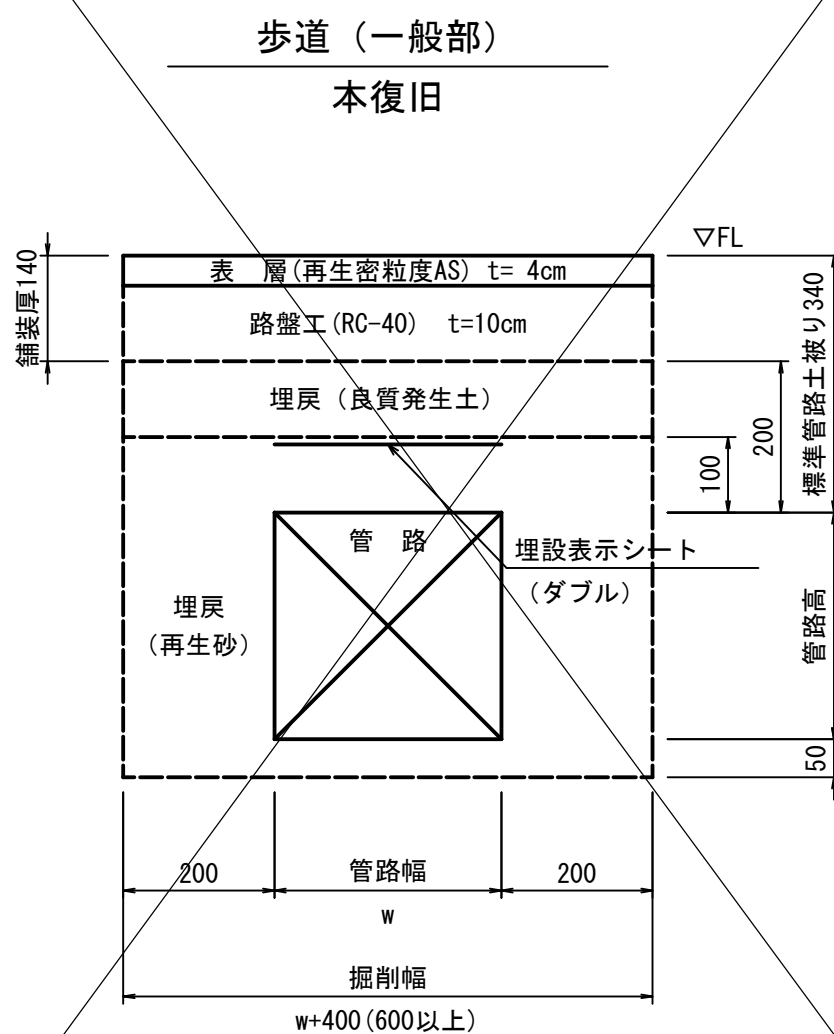 歩道（一般部）
本復旧
▽FL
舗装厚140
表　層(再生密粒度AS) t= 4cm
路盤工(RC-40)　t=10cm
標準管路土被り340
埋戻（良質発生土）
200
100
管　路
埋設表示シート
（ダブル）
埋戻
（再生砂）
管路高
50
200
管路幅
200
w
掘削幅
w+400(600以上)